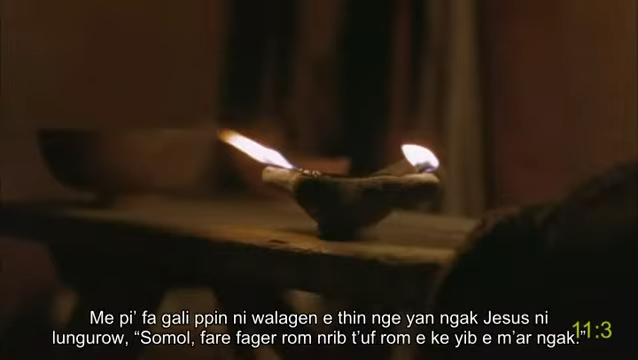 Me pi’ fa gali ppin ni walagen e thin nge yan ngak Jesus ni
lungurow, “Somol, fare fager rom nrib t’uf rom e ke yib e m’ar ngak.”
11:3